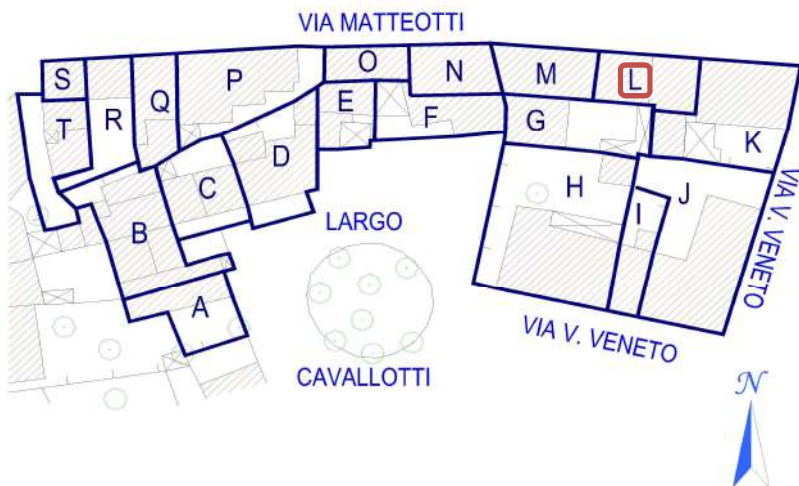 VIA MATTEOTTI
S
P
O
N
M
L
T
R
Q
E
F
G
K
D
C
B
H
I
J
LARGO
A
VIA V. VENETO
VIA V. VENETO
CAVALLOTTI
N